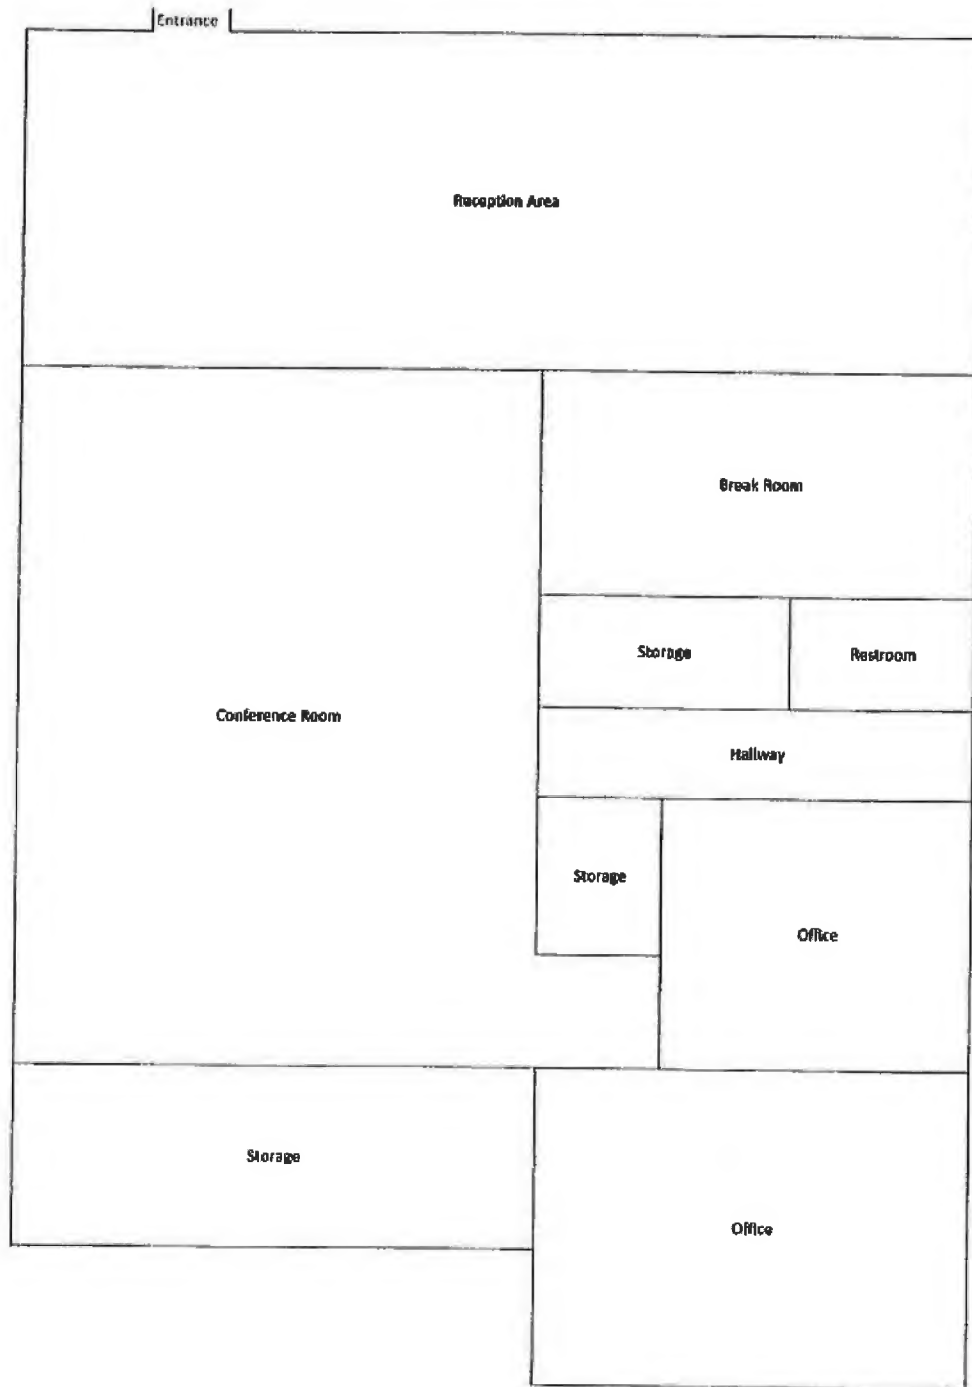 Entrance
Reception Area
Break Room
Storage
Restroom
Conference Room
Hallway
Storage
Office
Storage
Office